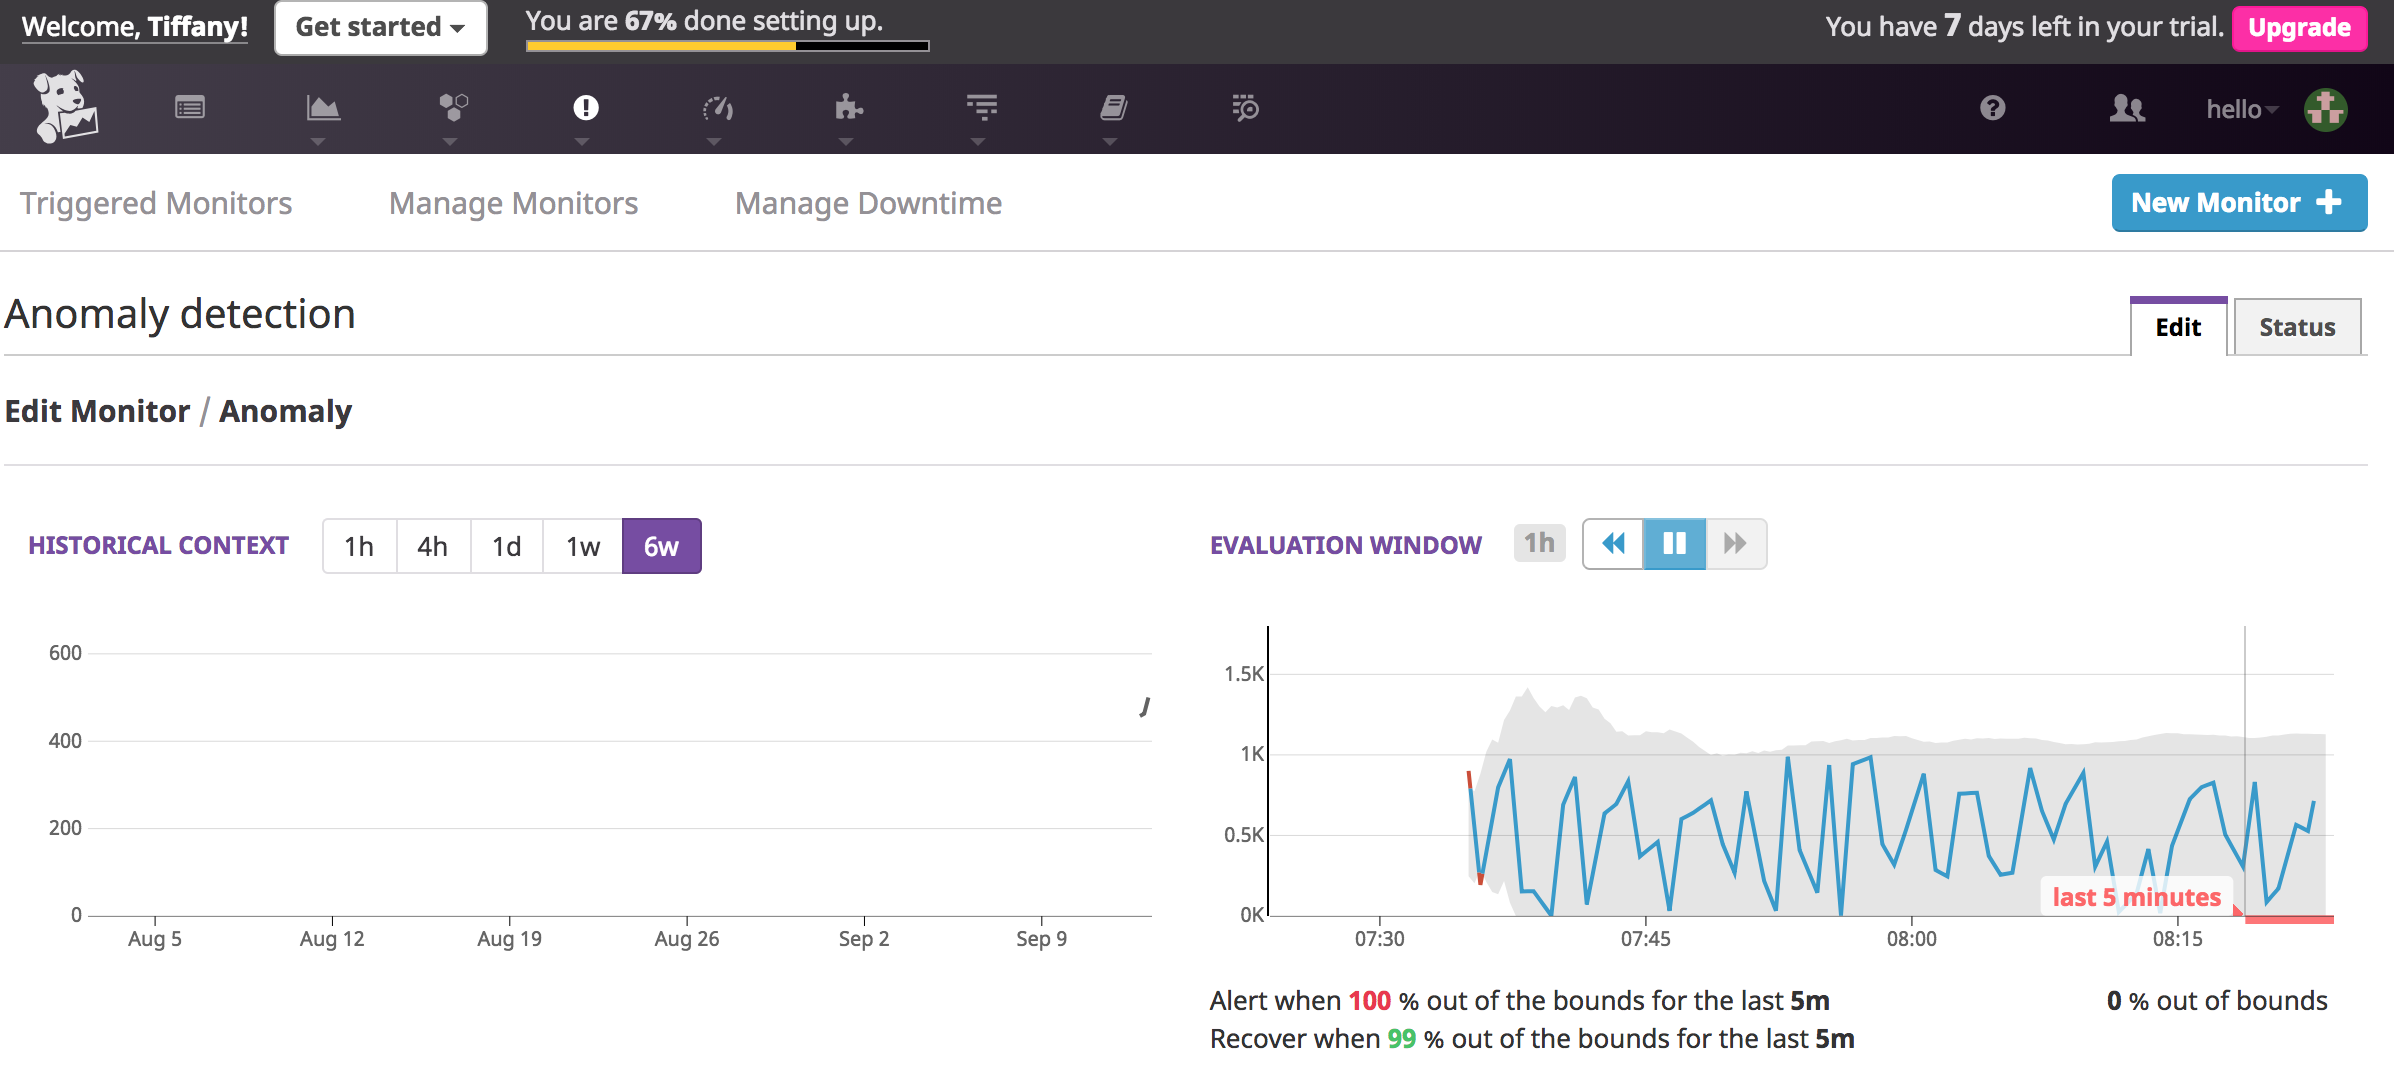 Welcome, Tiffany!
Get started
You are 67% done setting up.
You have 7 days left in your trial.
Upgrade
hello
Triggered Monitors
Manage Monitors
Manage Downtime
New Monitor
Anomaly detection
Edit
Status
Edit Monitor / Anomaly
HISTORICAL CONTEXT
1h
4h
1d
1w
6w
EVALUATION WINDOW
1h
600
400
200
0
Aug 5
Aug 12
Aug 19
Aug 26
Sep 2
Sep 9
1.5K
1K
0.5K
0K
last 5 minutes
07:30
07:45
08:00
08:15
Alert when 100 % out of the bounds for the last 5m
0 % out of bounds
Recover when 99 % out of the bounds for the last 5m